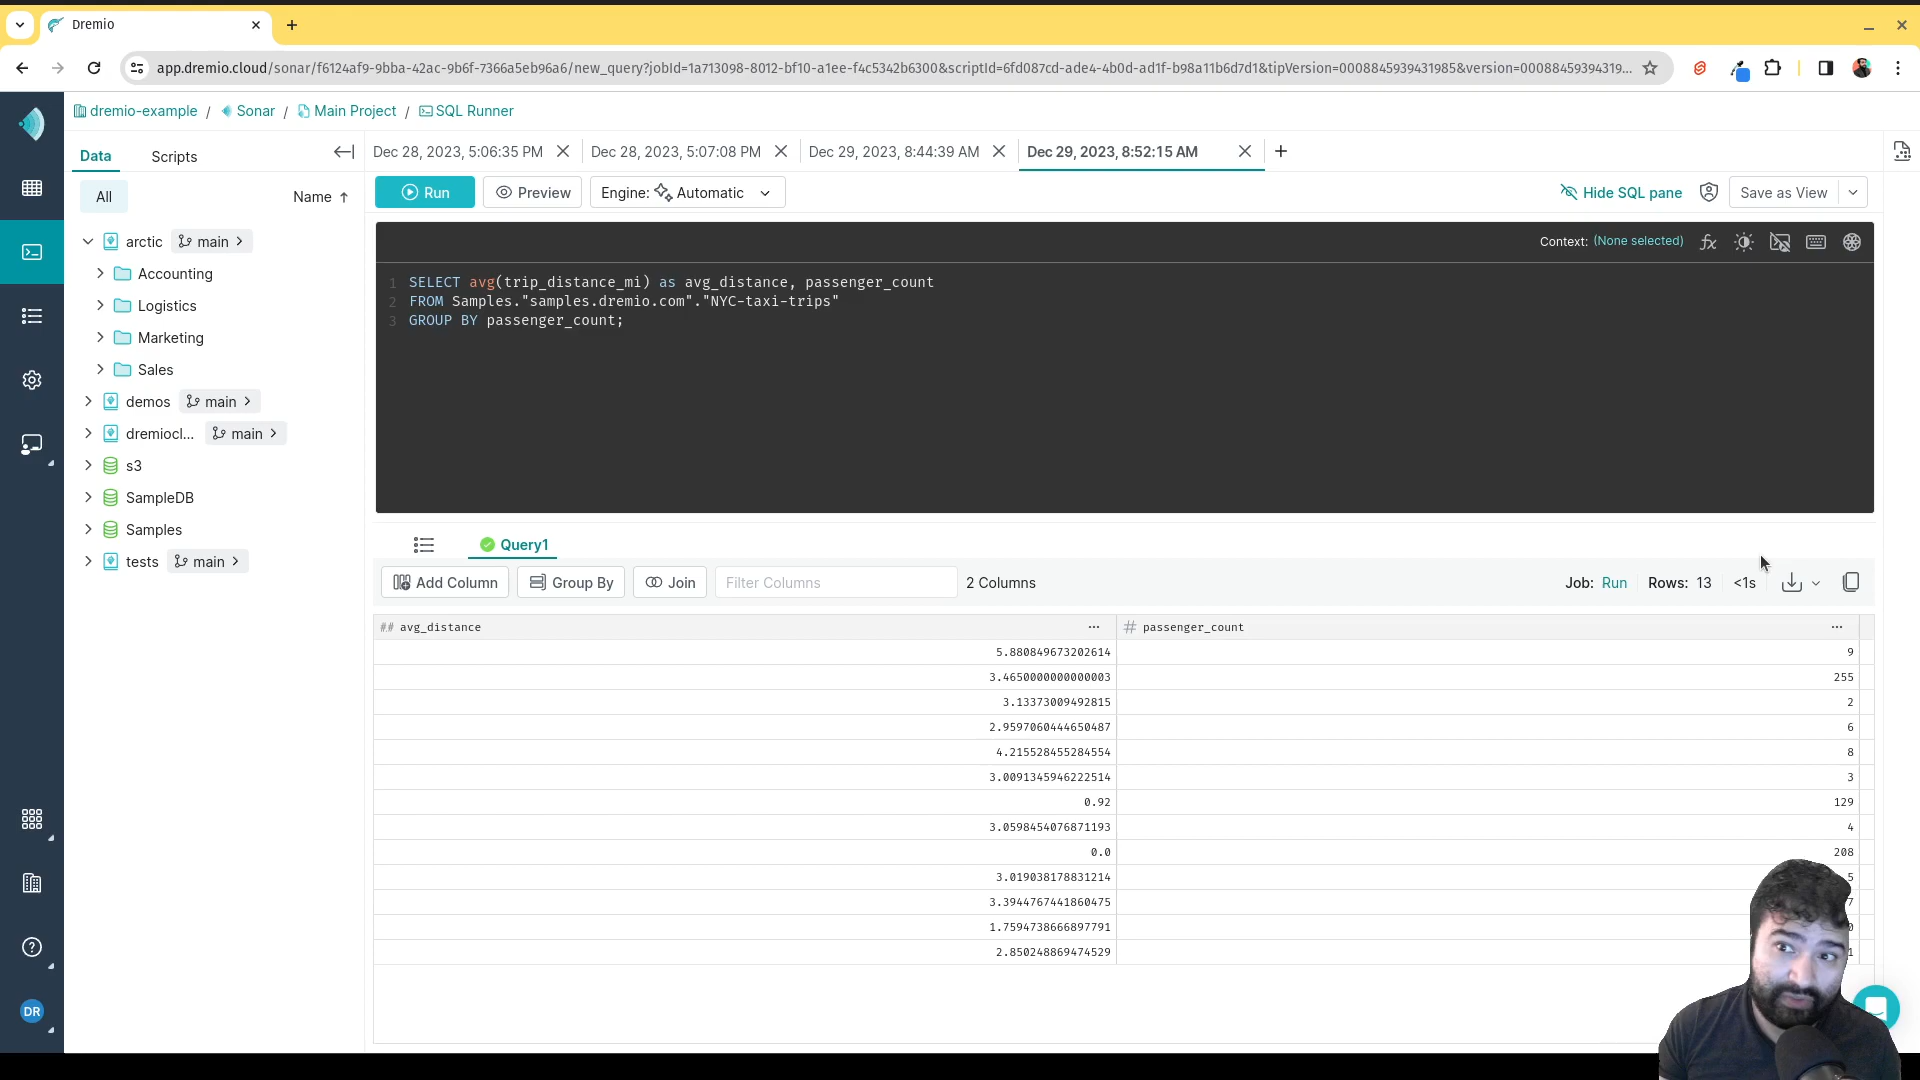 Dremio
app.dremio.cloud/sonar/f6124af9-9bba-42ac-9b6f-7366a5eb96a6/new_query?jobId=1a713098-8012-bf10-a1ee-f4c5342b6300&scriptId=6fd087cd-ade4-4b0d-ad1f-b98a11b6d7d1&tipVersion=0008845939431985&version=00088459394319...
dremio-example / Sonar / Main Project / SQL Runner
Data Scripts
Dec 28, 2023, 5:06:35 PM Dec 28, 2023, 5:07:08 PM Dec 29, 2023, 8:44:39 AM Dec 29, 2023, 8:52:15 AM
Run Preview Engine: Automatic Hide SQL pane Save as View
All Name
arctic main
Accounting
Logistics
Marketing
Sales
demos main
dremiocl... main
s3
SampleDB
Samples
tests main
DR
Context: (None selected) fx
1 SELECT avg(trip_distance_mi) as avg_distance, passenger_count
2 FROM Samples."samples.dremio.com"."NYC-taxi-trips"
3 GROUP BY passenger_count;
Query1
Add Column Group By Join Filter Columns 2 Columns Job: Run Rows: 13 <1s
## avg_distance ... # passenger_count ...
5.880849673202614 9
3.4650000000000003 255
3.13373009492815 2
2.9597060444650487 6
4.215528455284554 8
3.0091345946222514 3
0.92 129
3.0598454076871193 4
0.0 208
3.019038178831214 5
3.3944767441860475 7
1.7594738666897791 0
2.850248869474529 1